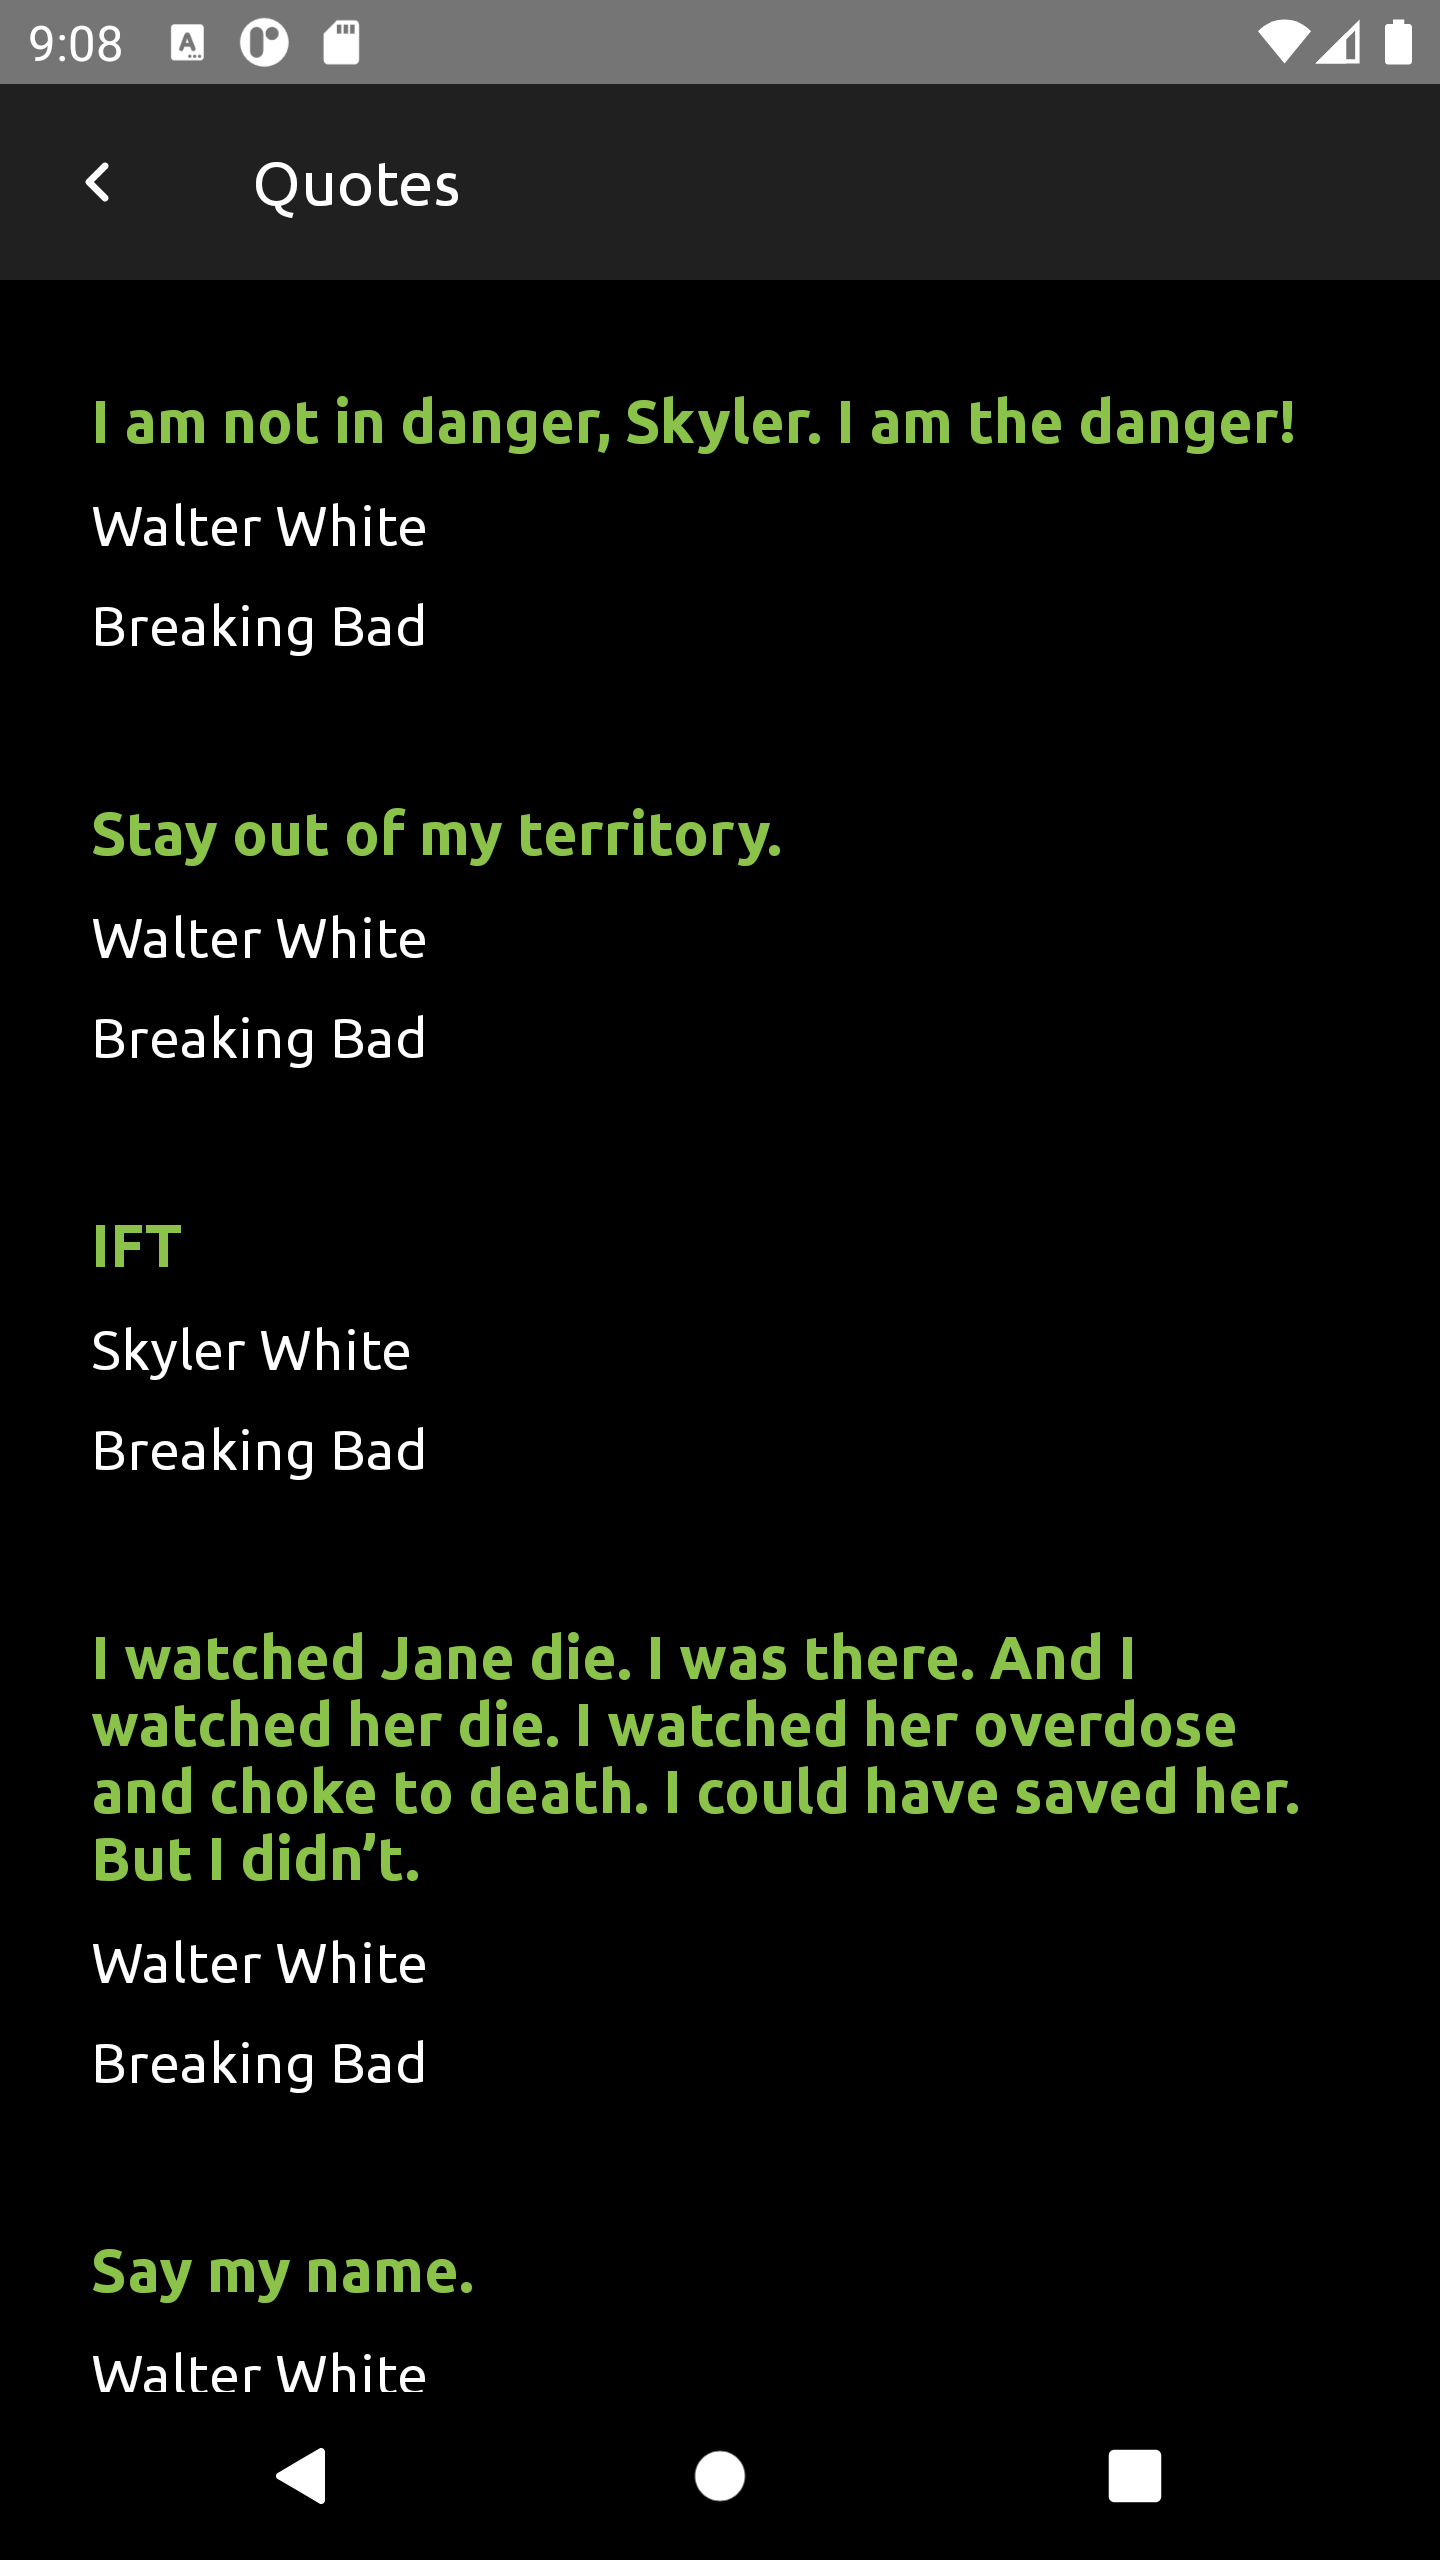 9:08
Quotes
I am not in danger, Skyler. I am the danger!
Walter White
Breaking Bad
Stay out of my territory.
Walter White
Breaking Bad
IFT
Skyler White
Breaking Bad
I watched Jane die. I was there. And I
watched her die. I watched her overdose
and choke to death. I could have saved her.
But I didn’t.
Walter White
Breaking Bad
Say my name.
Walter White